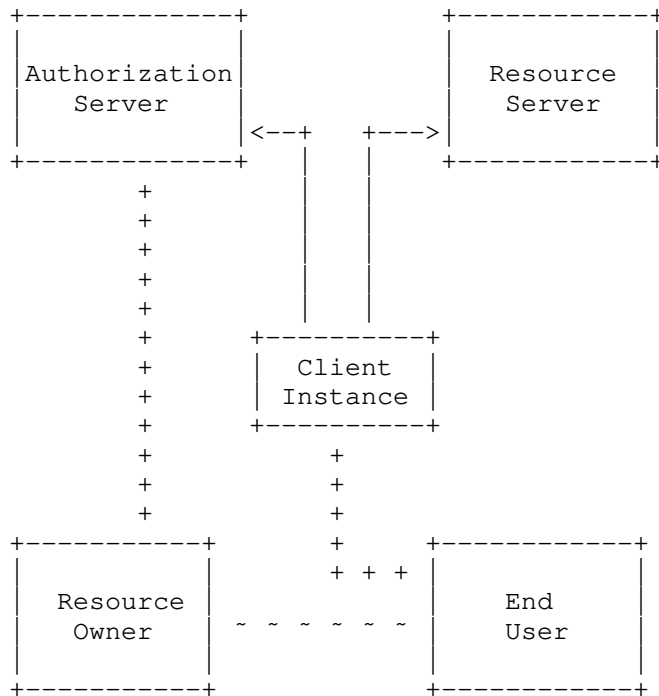 Authorization Server
Resource Server
Client Instance
Resource Owner
End User